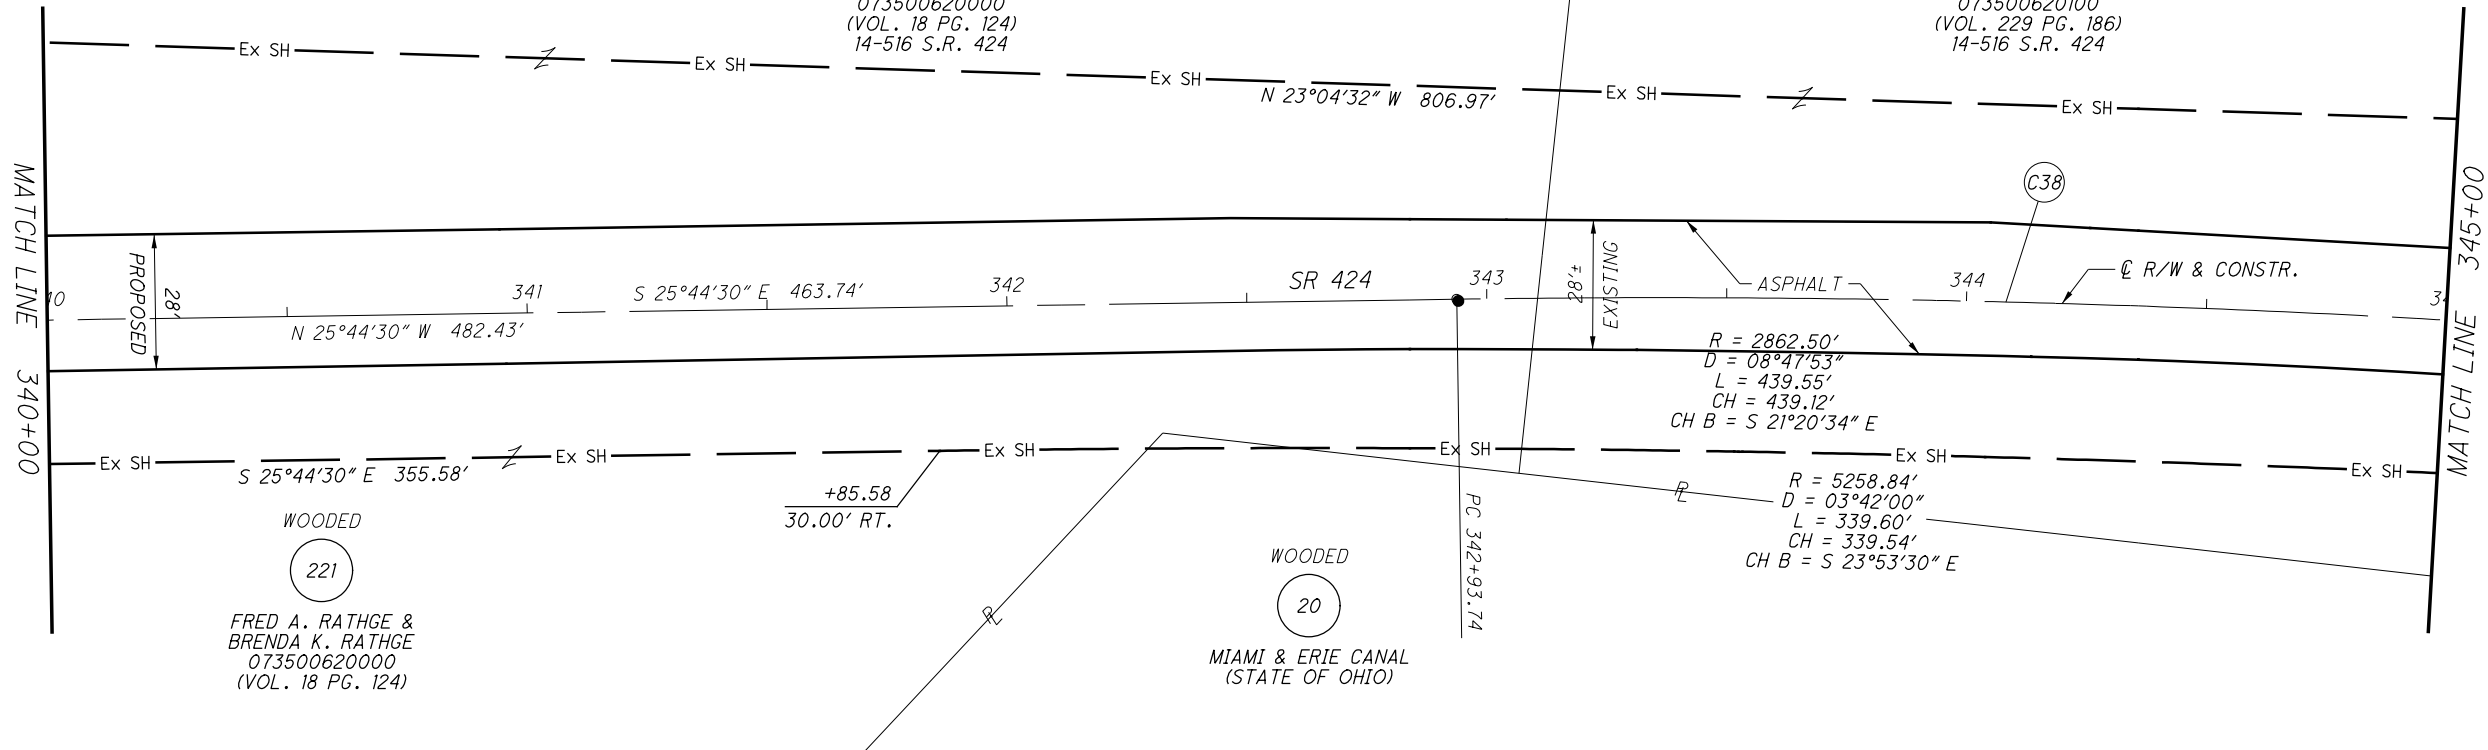 073500620000
(VOL. 18 PG. 124)
14-516 S.R. 424
073500620100
(VOL. 229 PG. 186)
14-516 S.R. 424
Ex SH
Ex SH
Ex SH
Ex SH
Ex SH
N 23°04'32" W 806.97'
MATCH LINE 340+00
MATCH LINE 345+00
C38
PROPOSED
28'
341
S 25°44'30" E 463.74'
342
SR 424
343
28'±
EXISTING
ASPHALT
344
℄ R/W & CONSTR.
N 25°44'30" W 482.43'
R = 2862.50'
D = 08°47'53"
L = 439.55'
CH = 439.12'
CH B = S 21°20'34" E
Ex SH
Ex SH
Ex SH
Ex SH
Ex SH
Ex SH
S 25°44'30" E 355.58'
+85.58
30.00' RT.
PC 342+93.74
R = 5258.84'
D = 03°42'00"
L = 339.60'
CH = 339.54'
CH B = S 23°53'30" E
PL
PL
WOODED
221
FRED A. RATHGE &
BRENDA K. RATHGE
073500620000
(VOL. 18 PG. 124)
WOODED
20
MIAMI & ERIE CANAL
(STATE OF OHIO)